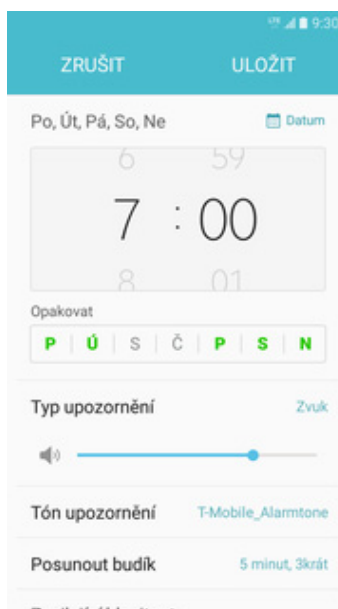 LTE 9:30
ZRUŠIT ULOŽIT
Po, Út, Pá, So, Ne Datum
6 59
7 : 00
8 01
Opakovat
P Ú S Č P S N
Typ upozornění Zvuk
Tón upozornění T-Mobile_Alarmtone
Posunout budík 5 minut, 3krát